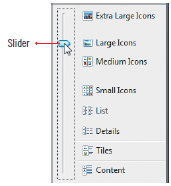 Extra Large Icons
Slider
Large Icons
Medium Icons
Small Icons
List
Details
Tiles
Content